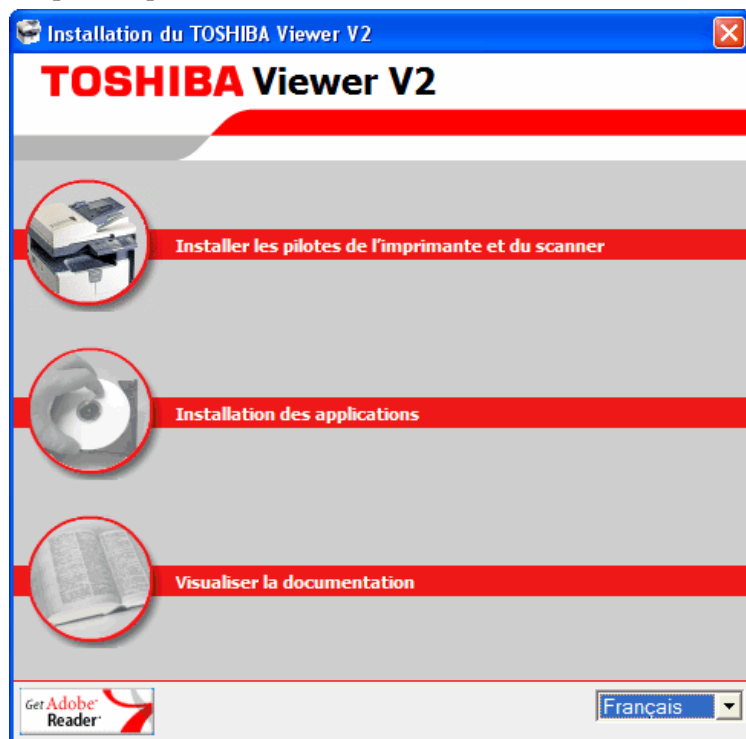 Installation du TOSHIBA Viewer V2
TOSHIBA Viewer V2
Installer les pilotes de l'imprimante et du scanner
Installation des applications
Visualiser la documentation
Get Adobe®
Reader®
Français